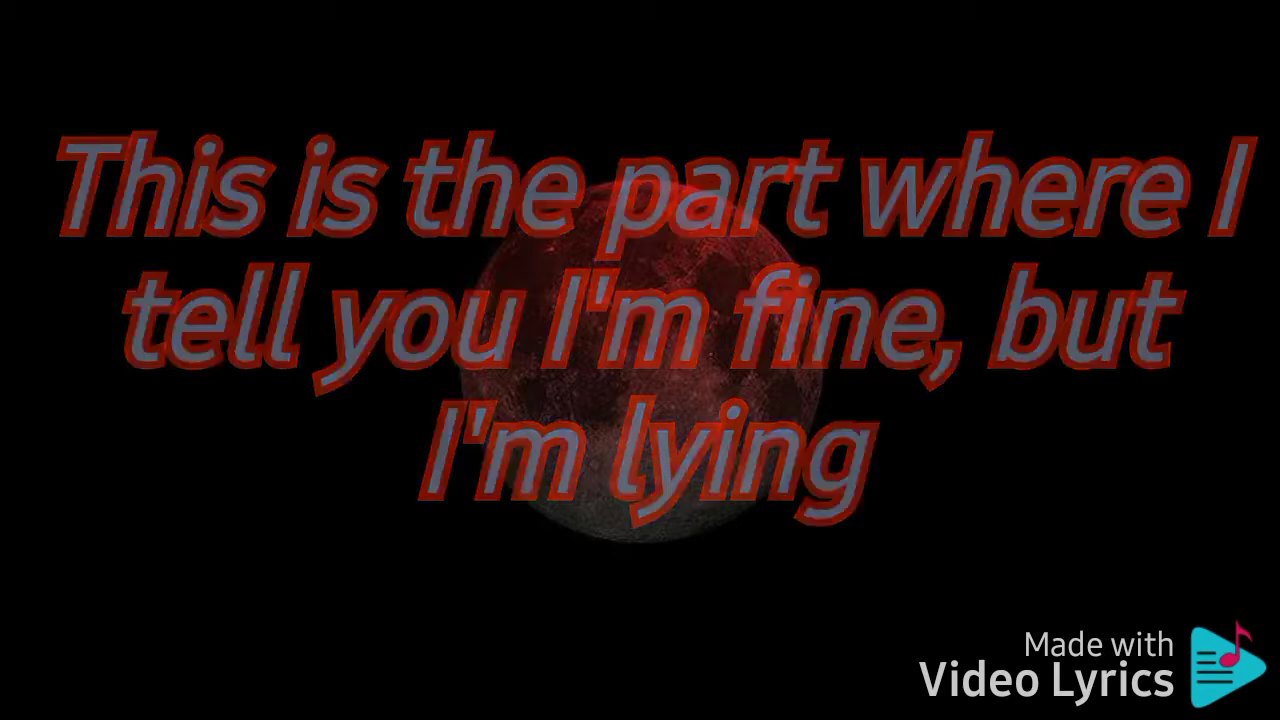 This is the part where I
tell you I'm fine, but
I'm lying
Made with
Video Lyrics